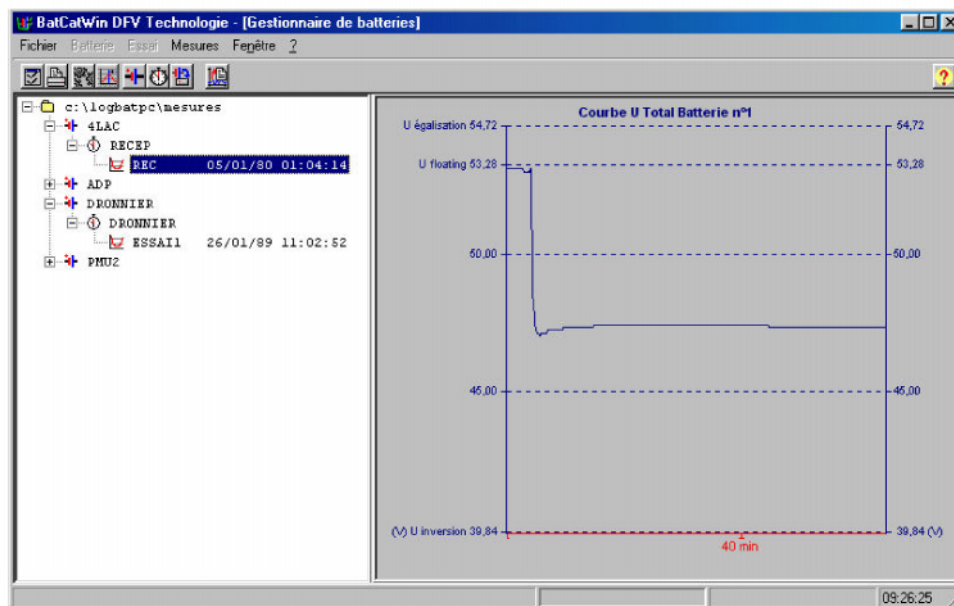 BatCatWin DFV Technologie - [Gestionnaire de batteries]
Fichier Batterie Essai Mesures Fenêtre ?
c:\logbatpc\mesures
4LAC
RECEP
REC 05/01/80 01:04:14
ADP
DRONNIER
DRONNIER
ESSAI1 26/01/89 11:02:52
PMU2
Courbe U Total Batterie n°1
U égalisation 54,72 54,72
U floating 53,28 53,28
50,00 50,00
45,00 45,00
(V) U inversion 39,84 39,84 (V)
40 min
09:26:25